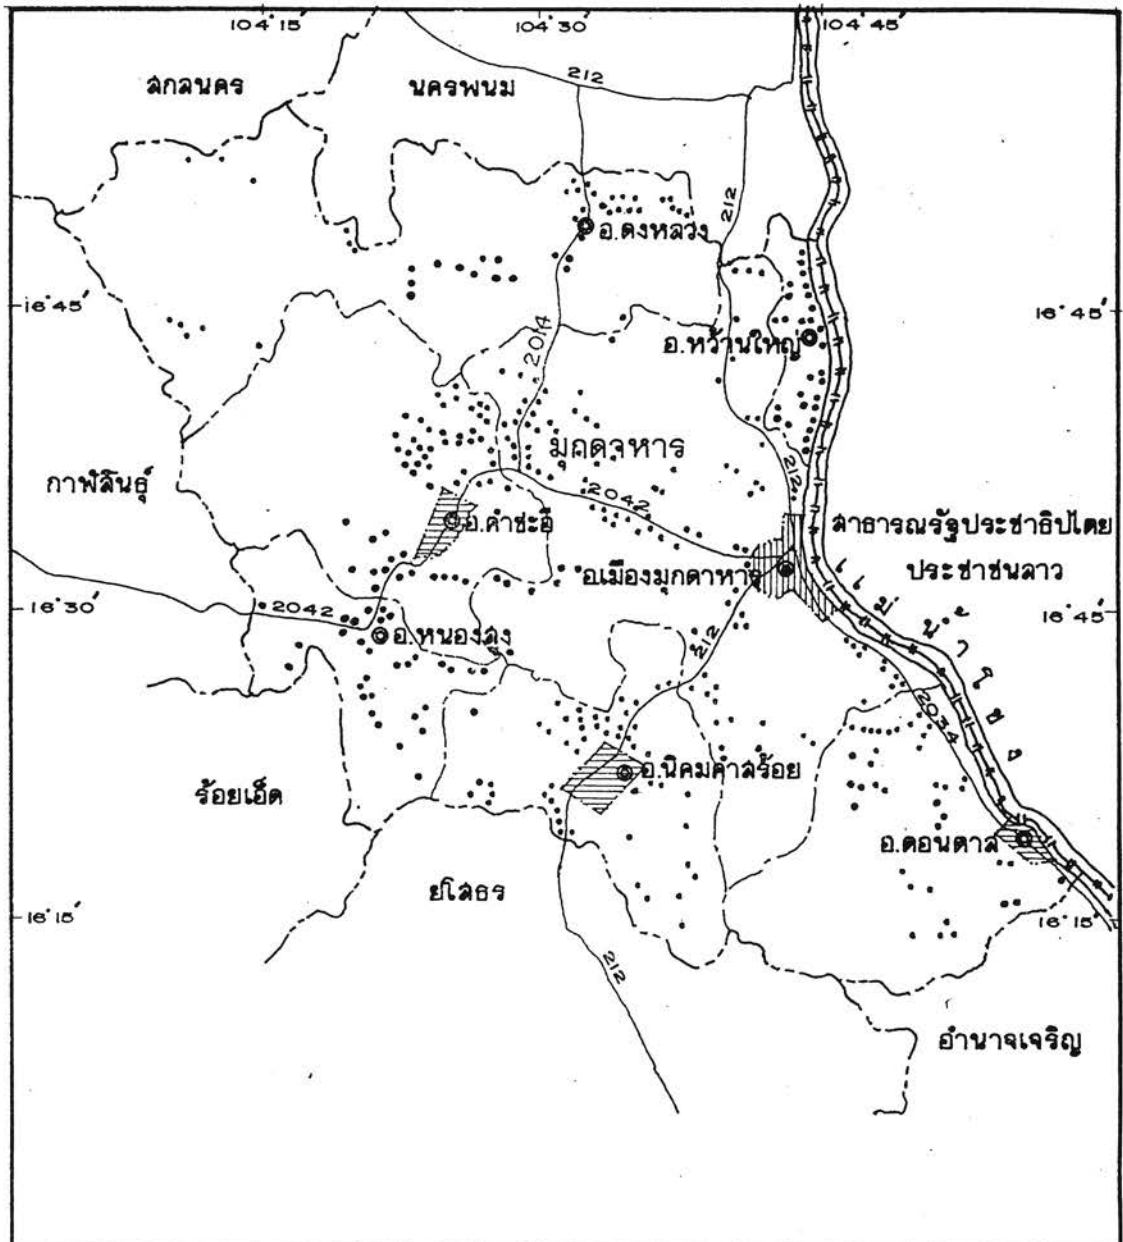 104°15' 104°30 104°45'
สกลนคร นครพนม
212
212
อ.ดงหลวง
16°45' 16°45'
2014
อ.หว้านใหญ่
มุกดาหาร
212
กาฬสินธุ์
2042
อ.คำชะอี
สาธารณรัฐประชาธิปไตย
ประชาชนลาว
อ.เมืองมุกดาหาร
16°30' 16°45'
2042
อ.หนองสูง
212
แม่น้ำโขง
2034
อ.นิคมคำสร้อย
ร้อยเอ็ด
อ.ดอนตาล
ยโสธร
16°15' 16°15'
212
อำนาจเจริญ